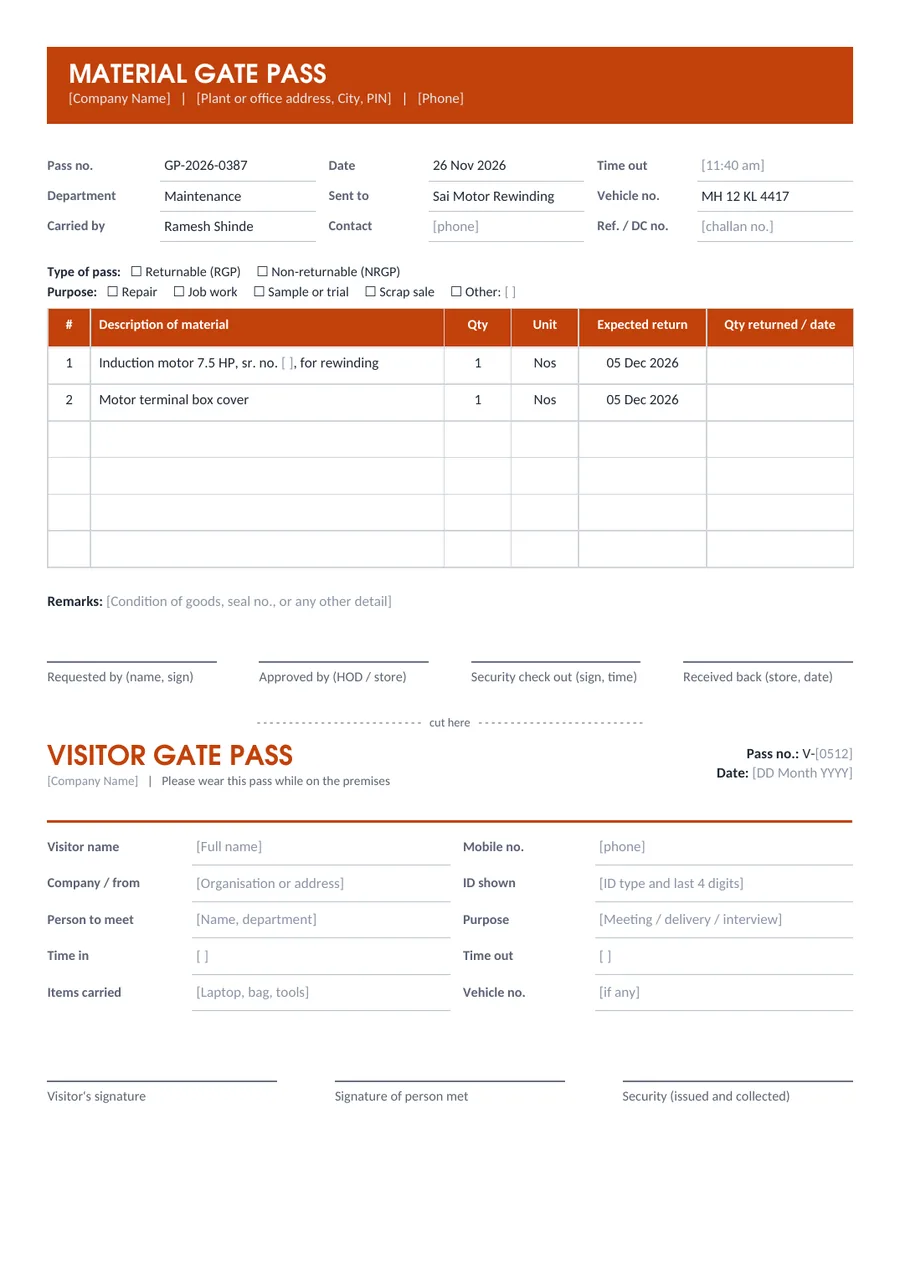 MATERIAL GATE PASS
[Company Name] | [Plant or office address, City, PIN] | [Phone]
Pass no. GP-2026-0387 Date 26 Nov 2026 Time out [11:40 am]
Department Maintenance Sent to Sai Motor Rewinding Vehicle no. MH 12 KL 4417
Carried by Ramesh Shinde Contact [phone] Ref. / DC no. [challan no.]
Type of pass: ☐ Returnable (RGP) ☐ Non-returnable (NRGP)
Purpose: ☐ Repair ☐ Job work ☐ Sample or trial ☐ Scrap sale ☐ Other: [ ]
# Description of material Qty Unit Expected return Qty returned / date
1 Induction motor 7.5 HP, sr. no. [ ], for rewinding 1 Nos 05 Dec 2026
2 Motor terminal box cover 1 Nos 05 Dec 2026
Remarks: [Condition of goods, seal no., or any other detail]
Requested by (name, sign) Approved by (HOD / store) Security check out (sign, time) Received back (store, date)
- - - - - - - - - - - - - - - - - - - - - - - - - cut here - - - - - - - - - - - - - - - - - - - - - - - - -
VISITOR GATE PASS
Pass no.: V-[0512]
Date: [DD Month YYYY]
[Company Name] | Please wear this pass while on the premises
Visitor name [Full name] Mobile no. [phone]
Company / from [Organisation or address] ID shown [ID type and last 4 digits]
Person to meet [Name, department] Purpose [Meeting / delivery / interview]
Time in [ ] Time out [ ]
Items carried [Laptop, bag, tools] Vehicle no. [if any]
Visitor's signature Signature of person met Security (issued and collected)